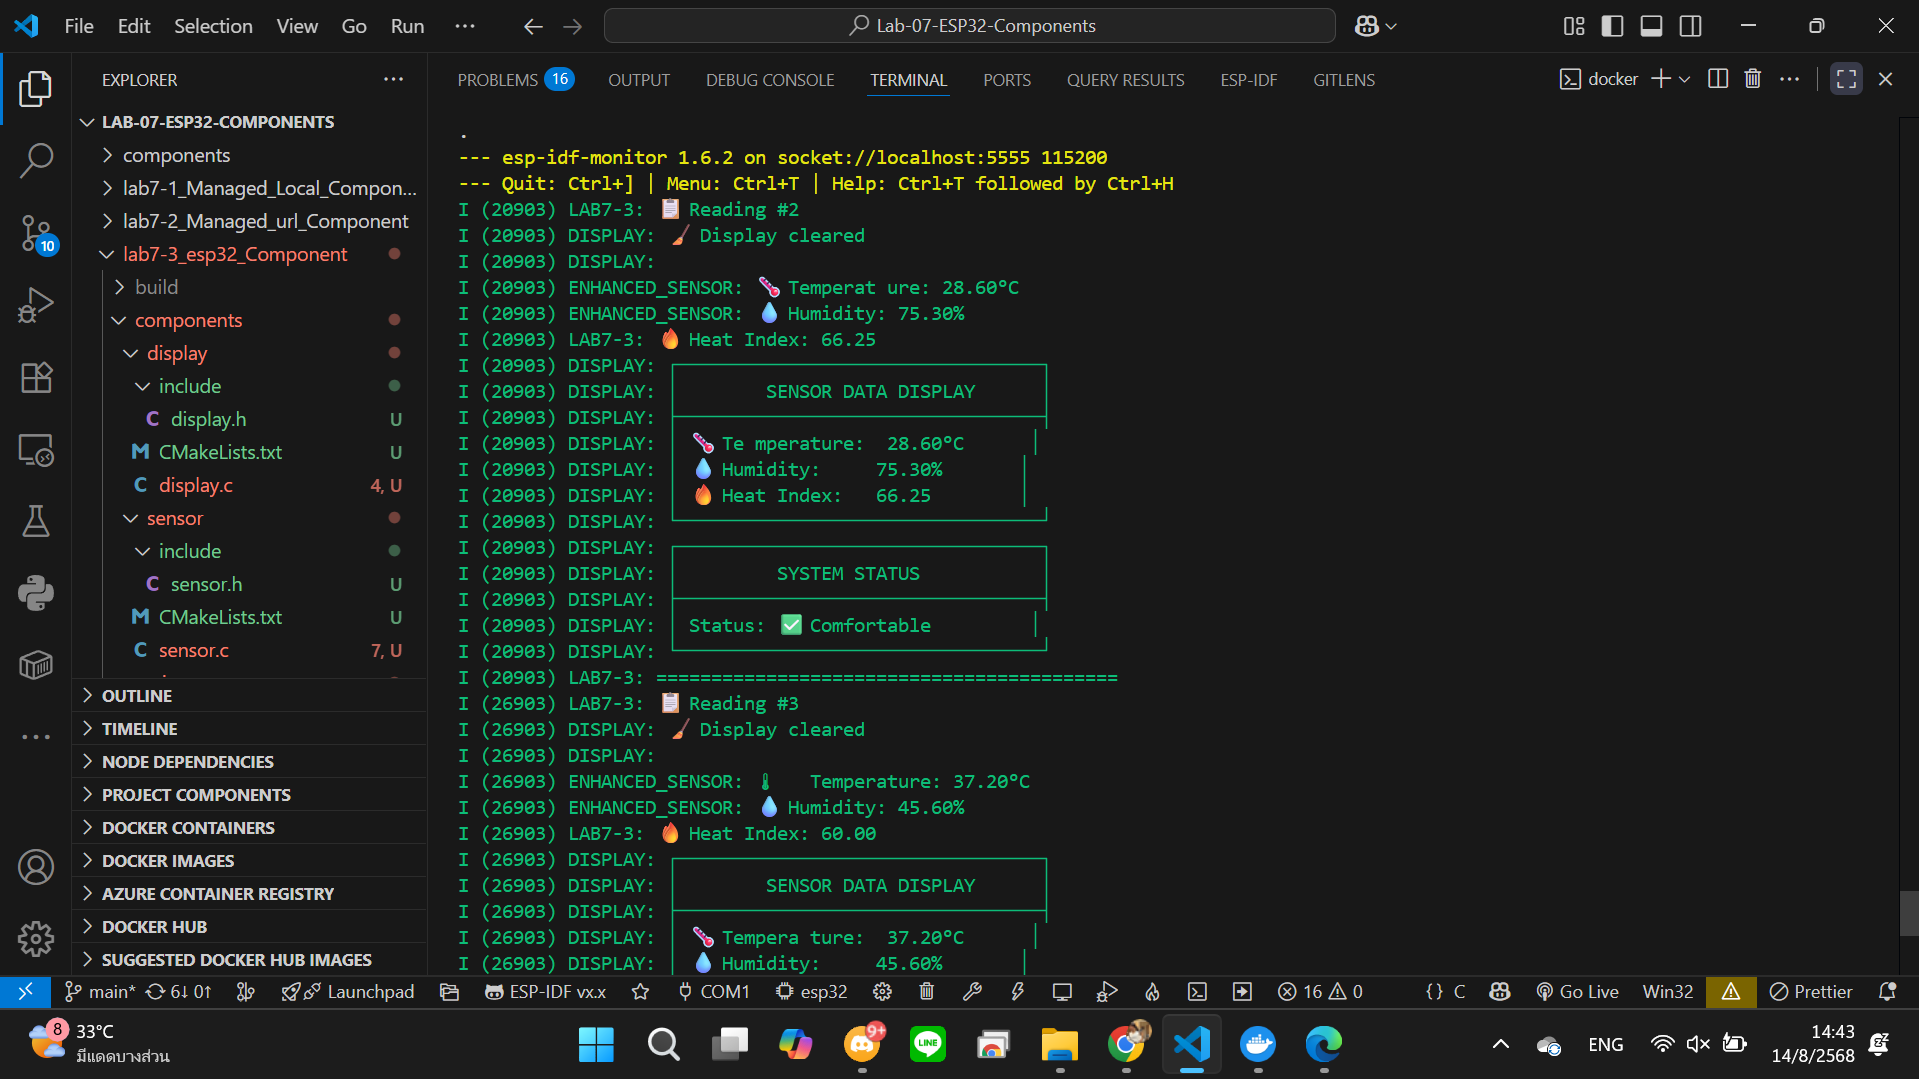 File Edit Selection View Go Run ··· Lab-07-ESP32-Components
EXPLORER ···
LAB-07-ESP32-COMPONENTS
components
lab7-1_Managed_Local_Compon...
lab7-2_Managed_url_Component
10
lab7-3_esp32_Component
build
components
display
include
C display.h U
M CMakeLists.txt U
C display.c 4, U
sensor
include
C sensor.h U
M CMakeLists.txt U
C sensor.c 7, U
OUTLINE
TIMELINE
NODE DEPENDENCIES
PROJECT COMPONENTS
DOCKER CONTAINERS
DOCKER IMAGES
AZURE CONTAINER REGISTRY
DOCKER HUB
SUGGESTED DOCKER HUB IMAGES
PROBLEMS 16 OUTPUT DEBUG CONSOLE TERMINAL PORTS QUERY RESULTS ESP-IDF GITLENS docker
.
--- esp-idf-monitor 1.6.2 on socket://localhost:5555 115200
--- Quit: Ctrl+] | Menu: Ctrl+T | Help: Ctrl+T followed by Ctrl+H
I (20903) LAB7-3: 📋 Reading #2
I (20903) DISPLAY: 🖌️ Display cleared
I (20903) DISPLAY:
I (20903) ENHANCED_SENSOR: 🌡️ Temperat ure: 28.60°C
I (20903) ENHANCED_SENSOR: 💧 Humidity: 75.30%
I (20903) LAB7-3: 🔥 Heat Index: 66.25
I (20903) DISPLAY: ┌─────────────────────────────────┐
I (20903) DISPLAY: │ SENSOR DATA DISPLAY │
I (20903) DISPLAY: ├─────────────────────────────────┤
I (20903) DISPLAY: │ 🌡️ Te mperature: 28.60°C │
I (20903) DISPLAY: │ 💧 Humidity: 75.30% │
I (20903) DISPLAY: │ 🔥 Heat Index: 66.25 │
I (20903) DISPLAY: └─────────────────────────────────┘
I (20903) DISPLAY: ┌─────────────────────────────────┐
I (20903) DISPLAY: │ SYSTEM STATUS │
I (20903) DISPLAY: ├─────────────────────────────────┤
I (20903) DISPLAY: │ Status: ✅ Comfortable │
I (20903) DISPLAY: └─────────────────────────────────┘
I (20903) LAB7-3: ==========================================
I (26903) LAB7-3: 📋 Reading #3
I (26903) DISPLAY: 🖌️ Display cleared
I (26903) DISPLAY:
I (26903) ENHANCED_SENSOR: 🌡 Temperature: 37.20°C
I (26903) ENHANCED_SENSOR: 💧 Humidity: 45.60%
I (26903) LAB7-3: 🔥 Heat Index: 60.00
I (26903) DISPLAY: ┌─────────────────────────────────┐
I (26903) DISPLAY: │ SENSOR DATA DISPLAY │
I (26903) DISPLAY: ├─────────────────────────────────┤
I (26903) DISPLAY: │ 🌡️ Tempera ture: 37.20°C │
I (26903) DISPLAY: │ 💧 Humidity: 45.60% │
main* 6↓ 0↑ Launchpad ESP-IDF vx.x COM1 esp32 16 0 {} C Go Live Win32 Prettier
8 33°C
มีแดดบางส่วน
9+ LINE ENG
14:43
14/8/2568